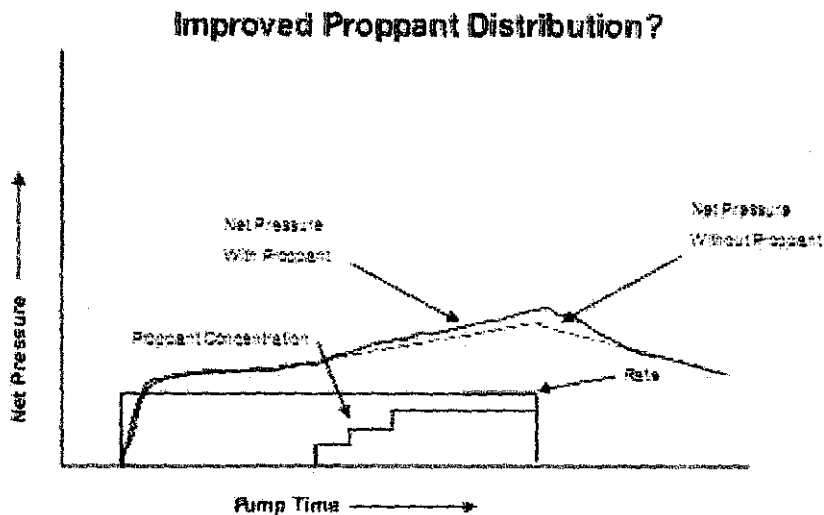 Improved Proppant Distribution?
Net Pressure
With Proppant
Net Pressure
Without Proppant
Proppant Concentration
Rate
Net Pressure
Pump Time